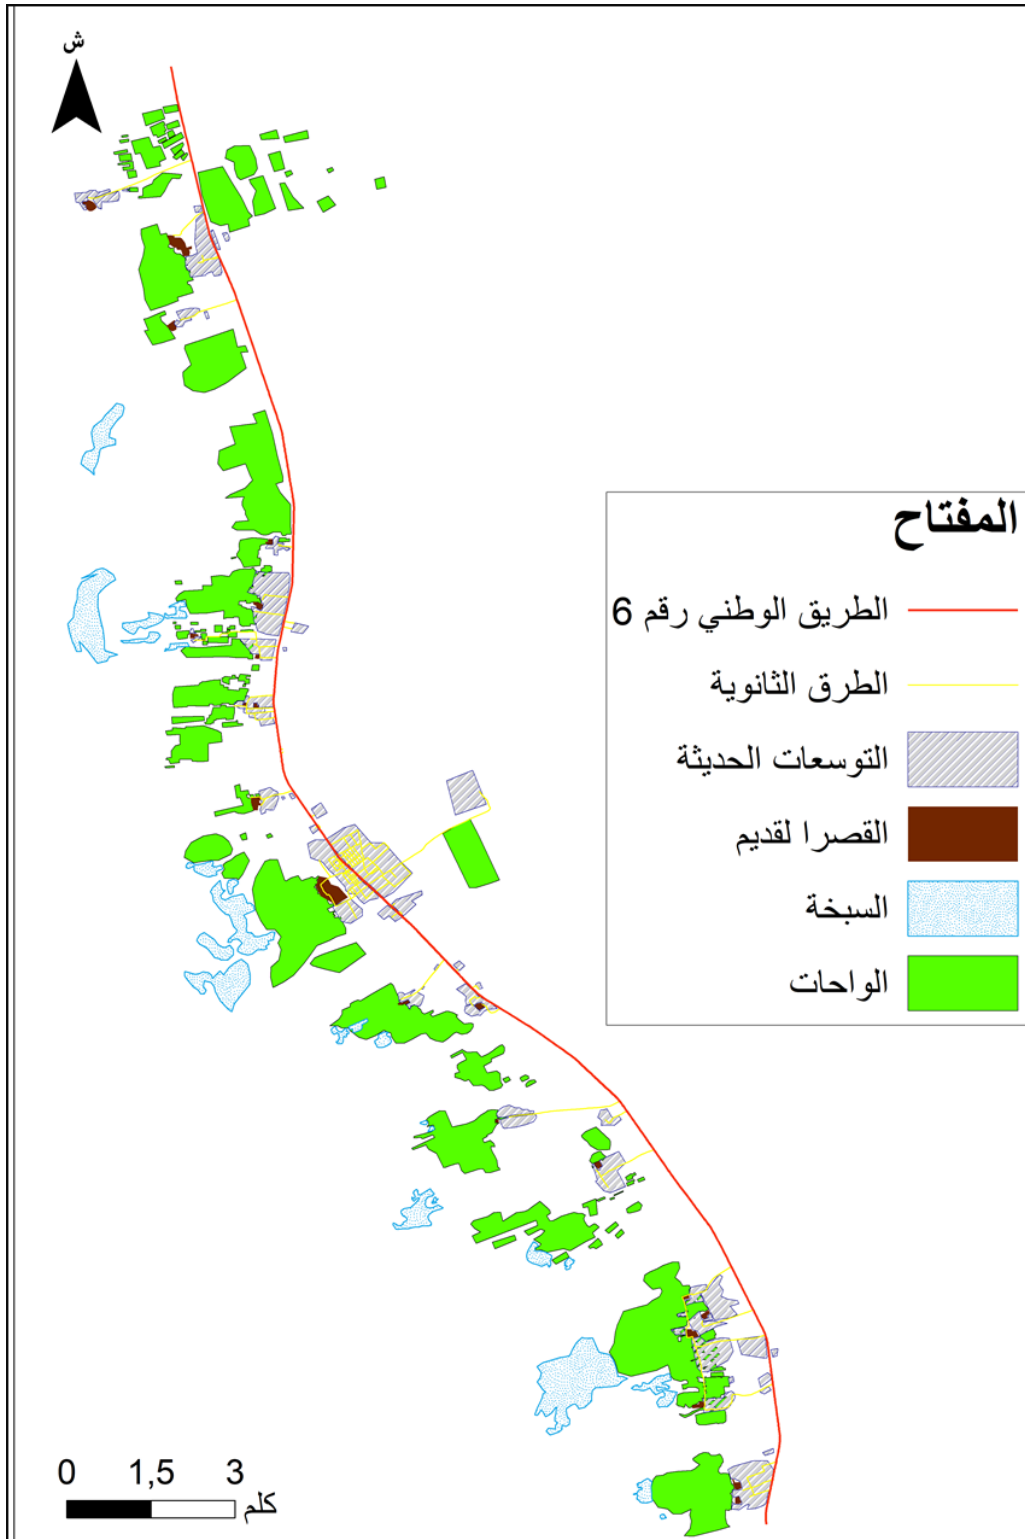 ش
المفتاح
الطريق الوطني رقم 6
الطرق الثانوية
التوسعات الحديثة
القصرا لقديم
السبخة
الواحات
0 1,5 3
كلم